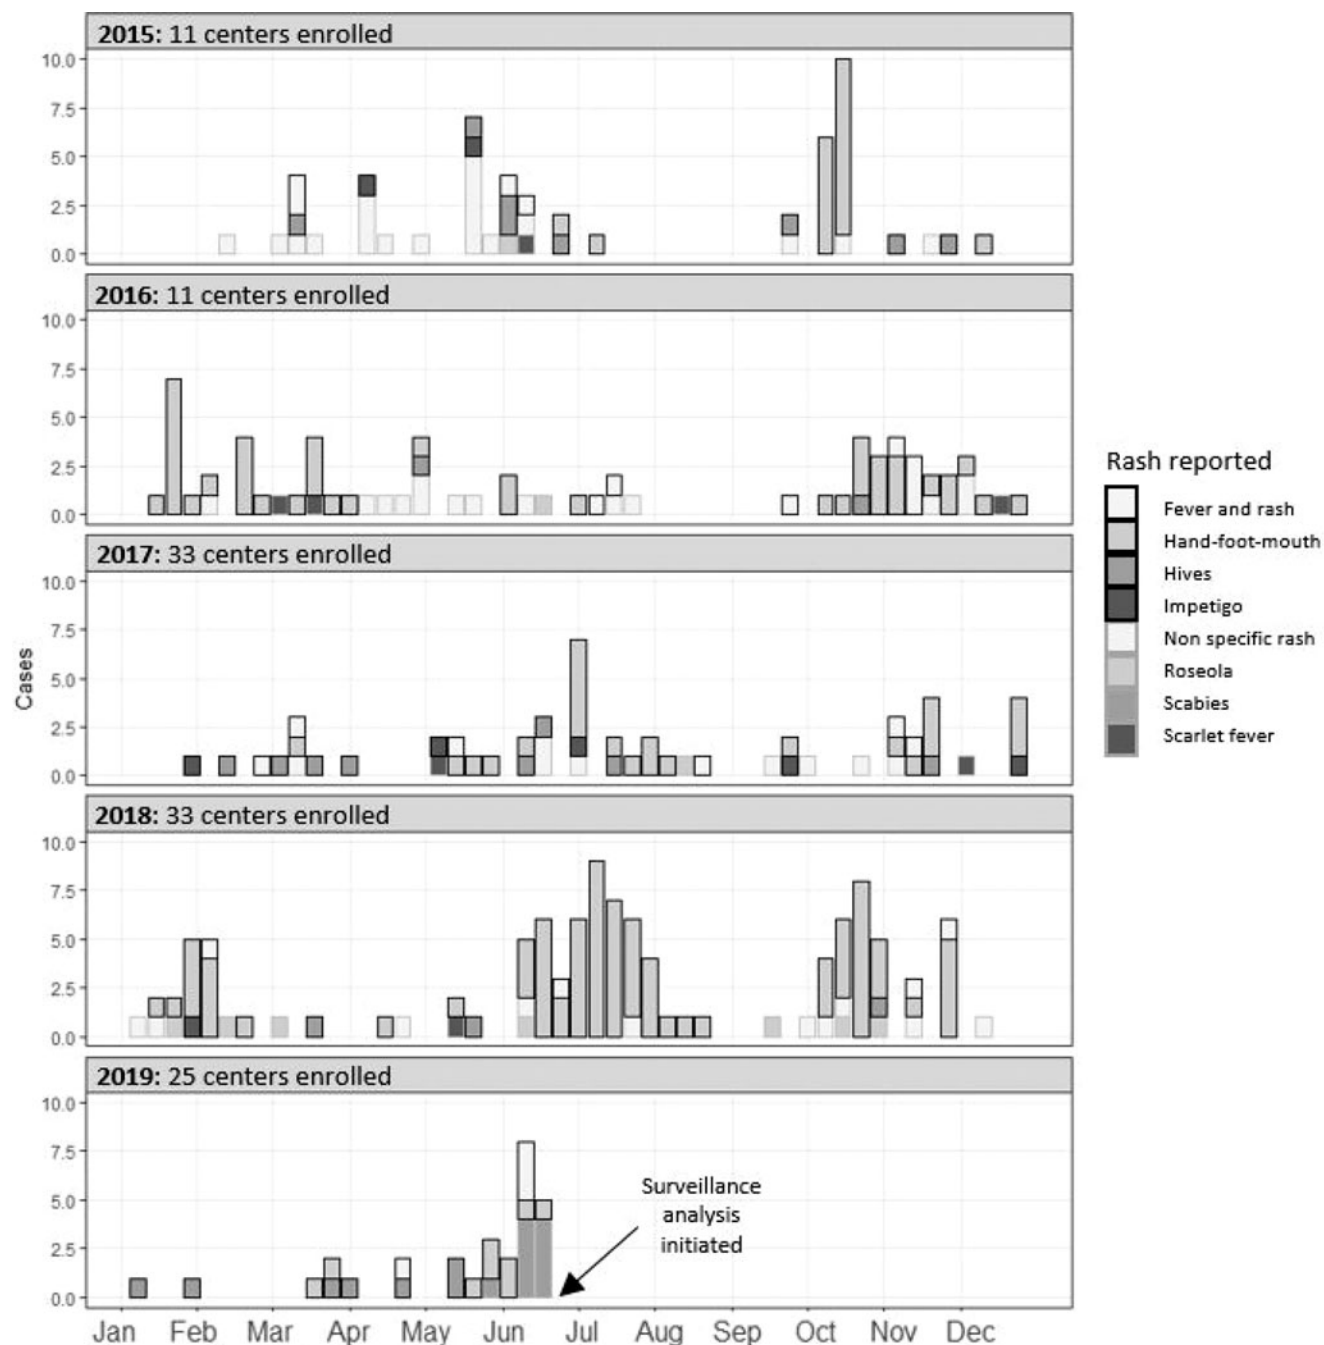 2015: 11 centers enrolled
10.0
7.5
5.0
2.5
0.0
2016: 11 centers enrolled
10.0
7.5
5.0
2.5
0.0
2017: 33 centers enrolled
10.0
7.5
5.0
2.5
0.0
2018: 33 centers enrolled
10.0
7.5
5.0
2.5
0.0
2019: 25 centers enrolled
10.0
7.5
5.0
2.5
0.0
Surveillance
analysis
initiated
Cases
Jan Feb Mar Apr May Jun Jul Aug Sep Oct Nov Dec
Rash reported
Fever and rash
Hand-foot-mouth
Hives
Impetigo
Non specific rash
Roseola
Scabies
Scarlet fever